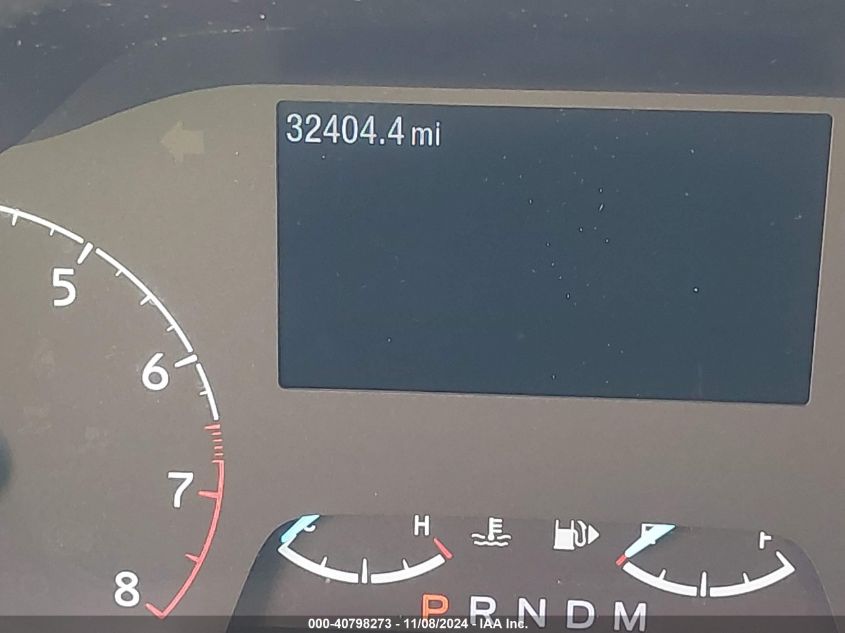 32404.4 mi
5
6
7
8
C H E F
P R N D M
000-40798273 - 11/08/2024 - IAA Inc.